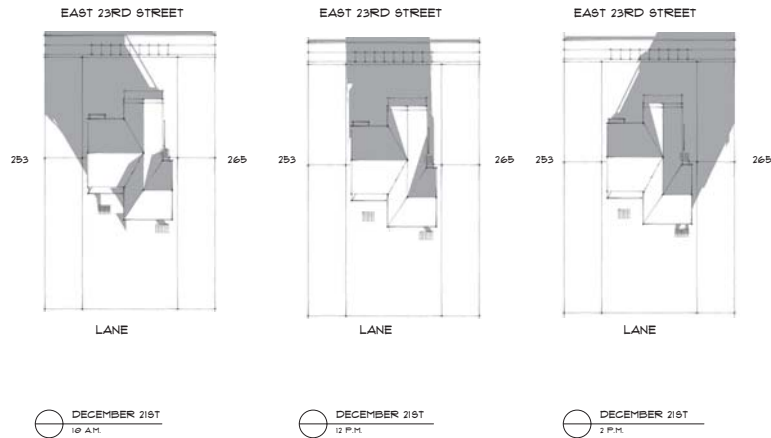 EAST 23RD STREET
253
265
LANE
DECEMBER 21ST
10 A.M.
EAST 23RD STREET
253
265
LANE
DECEMBER 21ST
12 P.M.
EAST 23RD STREET
253
265
LANE
DECEMBER 21ST
2 P.M.